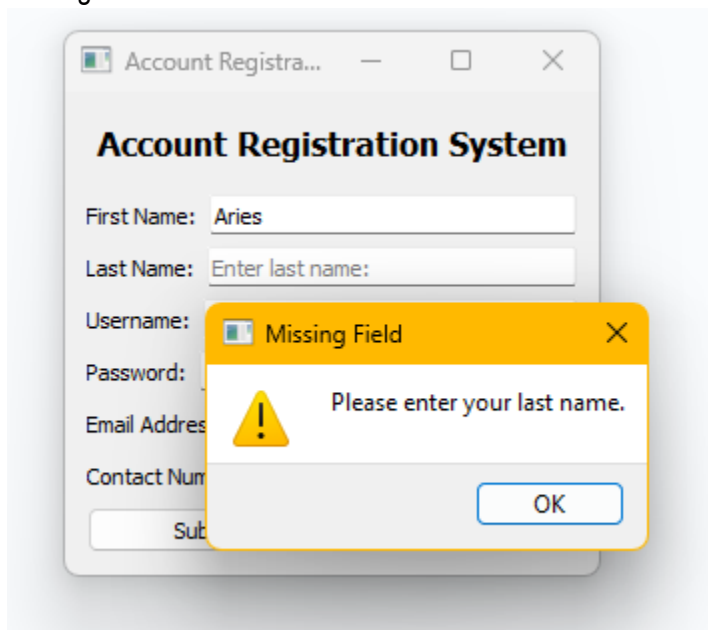 Account Registra...
Account Registration System
First Name: Aries
Last Name: Enter last name:
Username:
Missing Field
Password:
Please enter your last name.
Email Addres
Contact Num
OK
Sub